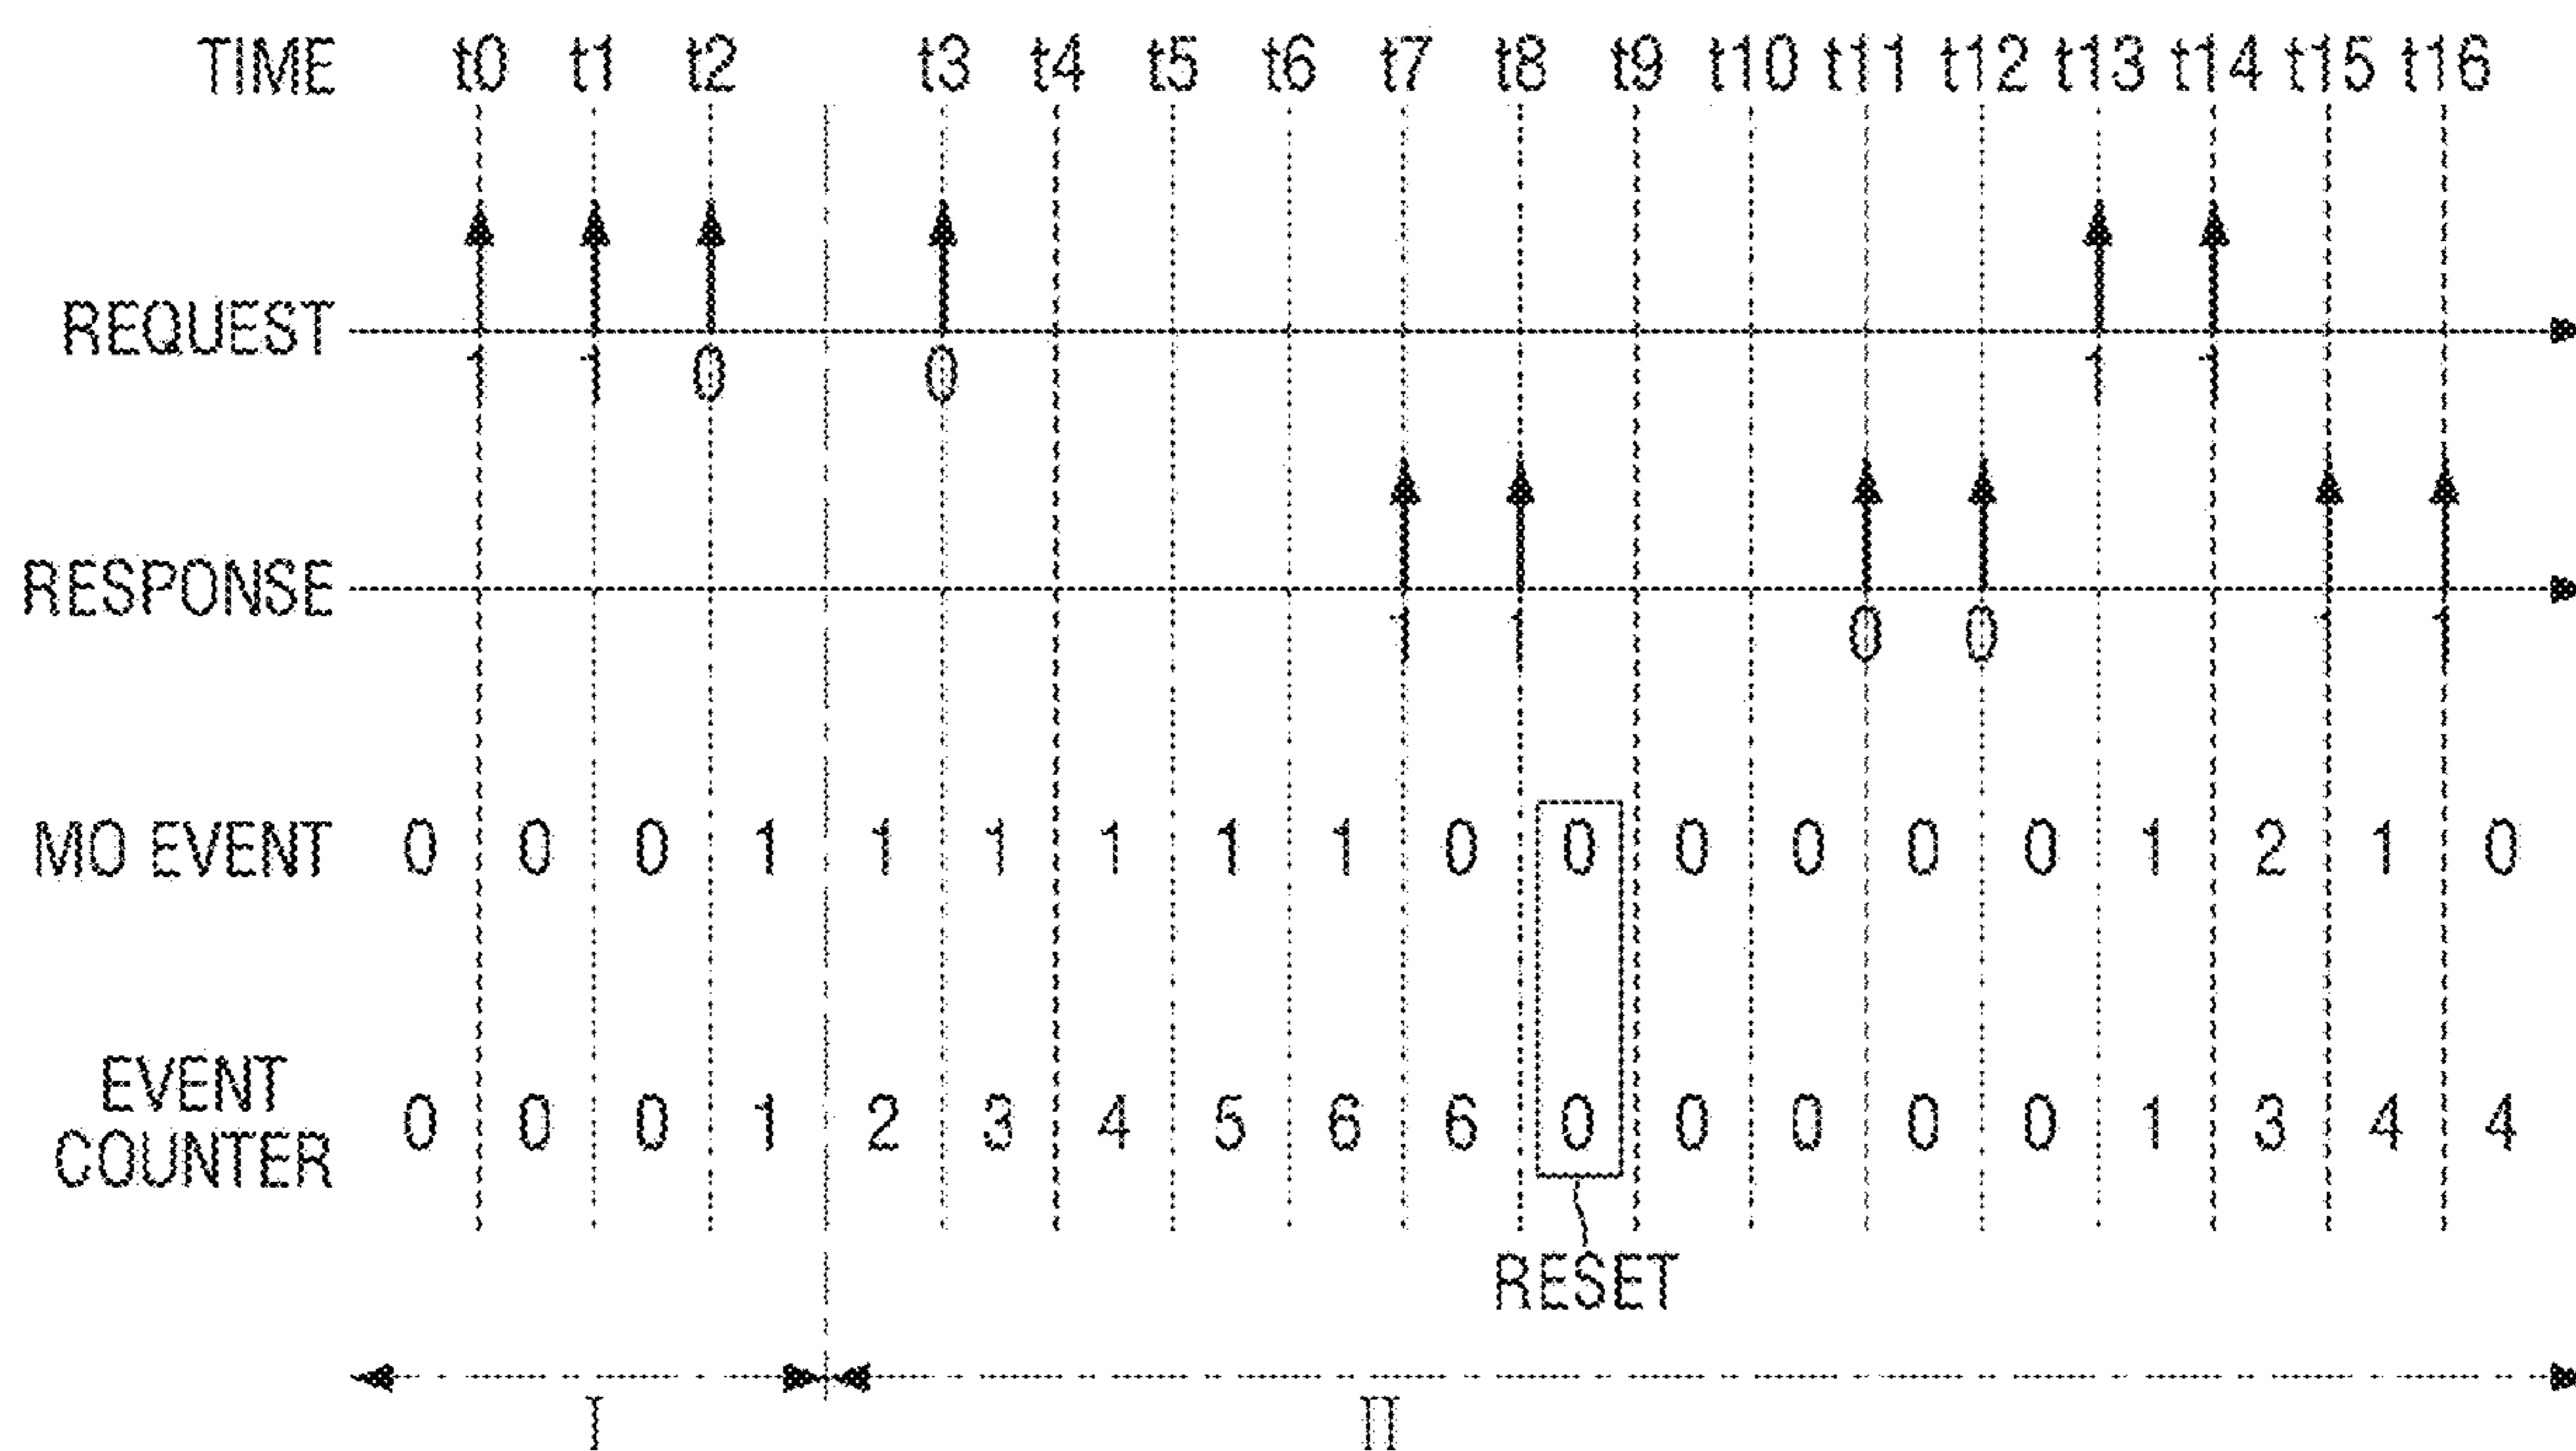 TIME t0 t1 t2 t3 t4 t5 t6 t7 t8 t9 t10 t11 t12 t13 t14 t15 t16
REQUEST
1 1 0 0 1 1
RESPONSE
1 1 0 0 1 1
MO EVENT 0 0 0 1 1 1 1 1 1 0 0 0 0 0 0 1 2 1 0
EVENT
COUNTER 0 0 0 1 2 3 4 5 6 6 0 0 0 0 0 1 3 4 4
RESET
I II